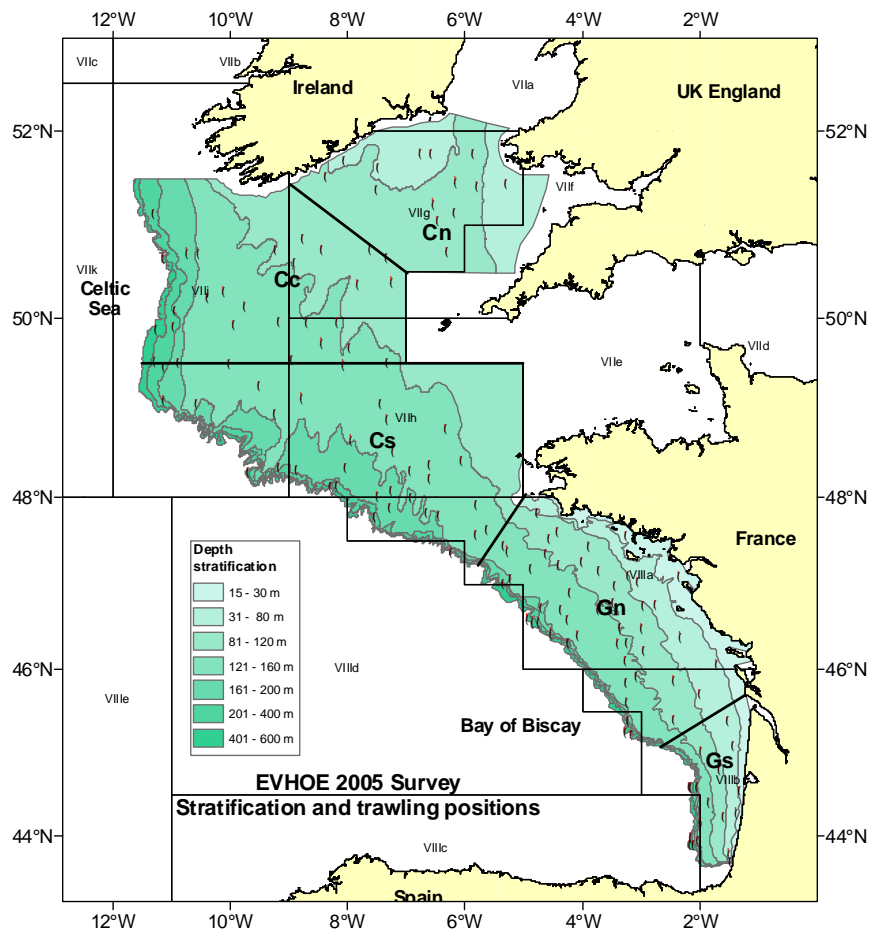 12°W 10°W 8°W 6°W 4°W 2°W
VIIc VIIb Ireland VIIa UK England
52°N 52°N
VIIf
VIIg
Cn
VIIk Cc
Celtic VIIj
Sea
50°N 50°N
VIIe VIId
VIIh
Cs
48°N 48°N
France
Depth
stratification
15 - 30 m
31 - 80 m
81 - 120 m
121 - 160 m
161 - 200 m
201 - 400 m
401 - 600 m
VIIIa
Gn
46°N 46°N
VIIIe VIIId
Bay of Biscay
Gs
VIIIb
EVHOE 2005 Survey
Stratification and trawling positions
44°N 44°N
VIIIc
Spain
12°W 10°W 8°W 6°W 4°W 2°W